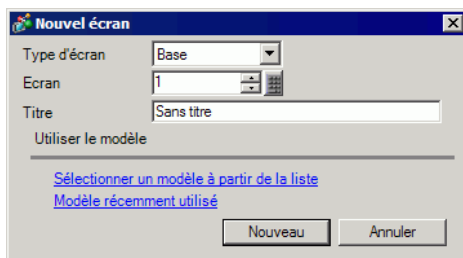 Nouvel écran
Type d'écran Base
Ecran 1
Titre Sans titre
Utiliser le modèle
Sélectionner un modèle à partir de la liste
Modèle récemment utilisé
Nouveau Annuler